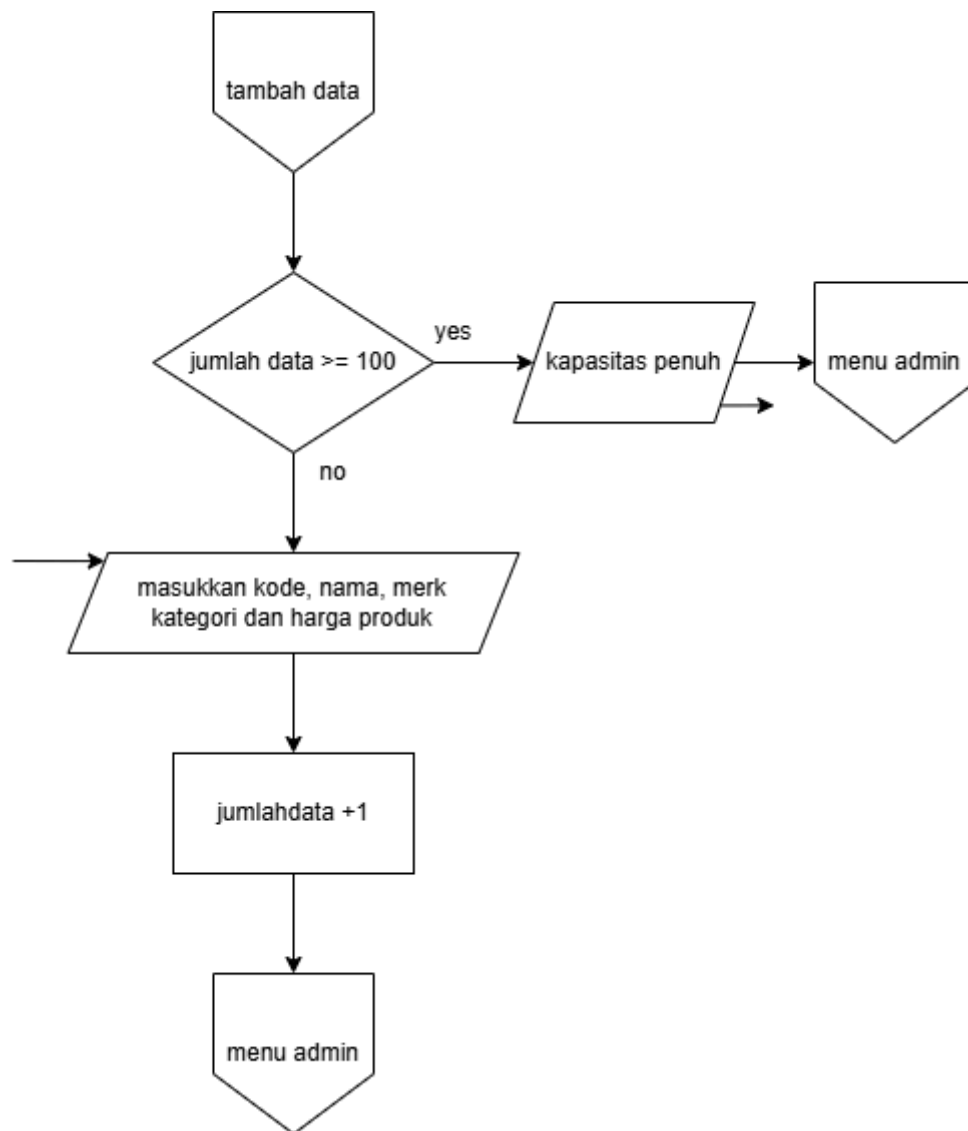 tambah data
jumlah data >= 100
yes
kapasitas penuh
menu admin
no
masukkan kode, nama, merk
kategori dan harga produk
jumlahdata +1
menu admin